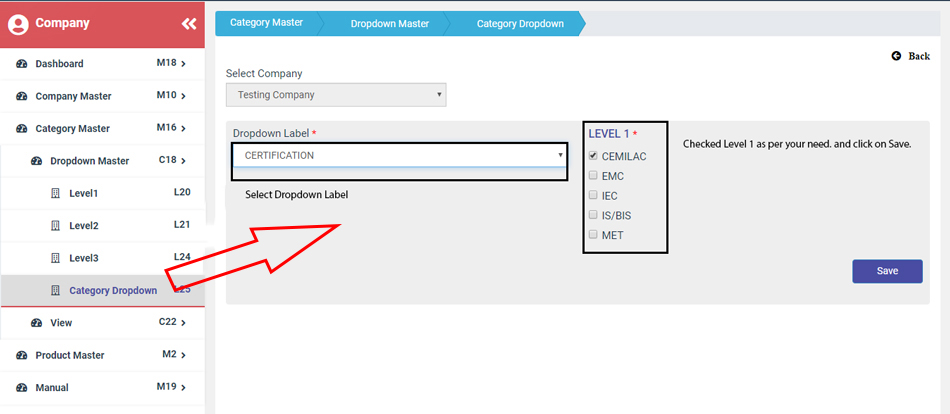 Company
Dashboard M18
Company Master M10
Category Master M16
Dropdown Master C18
Level1 L20
Level2 L21
Level3 L24
Category Dropdown L25
View C22
Product Master M2
Manual M19
Category Master Dropdown Master Category Dropdown
Back
Select Company
Testing Company
Dropdown Label *
CERTIFICATION
Select Dropdown Label
LEVEL 1 *
CEMILAC
EMC
IEC
IS/BIS
MET
Checked Level 1 as per your need. and click on Save.
Save